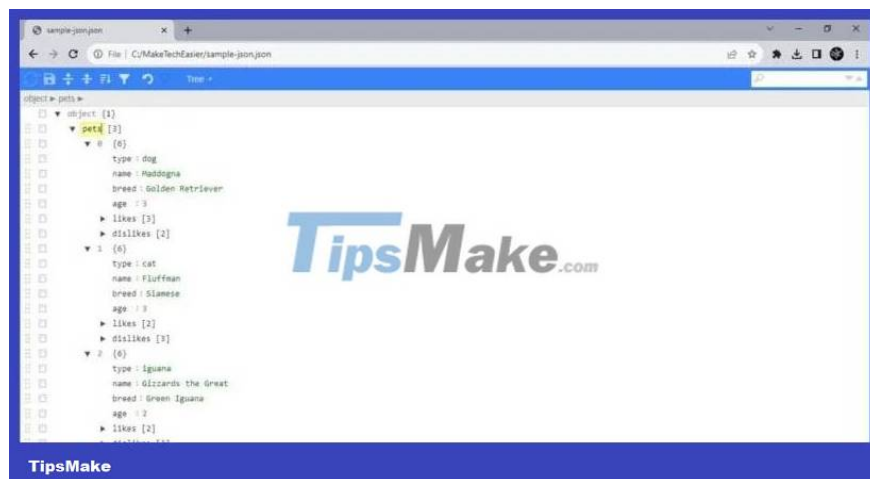 sample-json.json
File | C:/MakeTechEasier/sample-json.json
Tree
object ► pets ►
▼ object {1}
▼ pets [3]
▼ 0 {6}
type : dog
name : Maddogna
breed : Golden Retriever
age : 3
► likes [3]
► dislikes [2]
▼ 1 {6}
type : cat
name : Fluffman
breed : Siamese
age : 3
► likes [2]
► dislikes [3]
▼ 2 {6}
type : iguana
name : Gizzards the Great
breed : Green Iguana
age : 2
► likes [2]
TipsMake.com
TipsMake